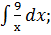 ∫ 9/x dx;